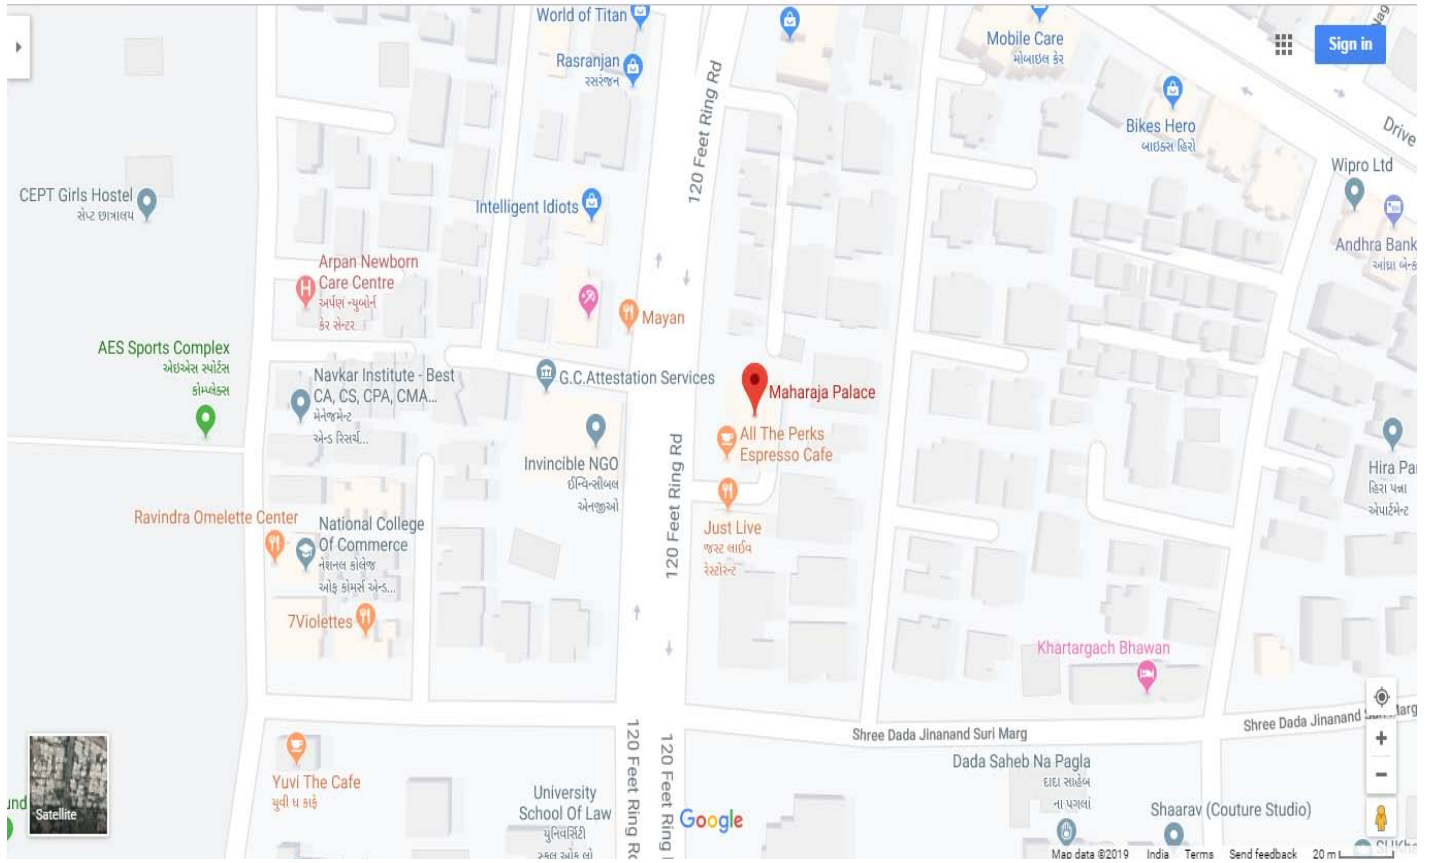 World of Titan
Rasranjan
રસરંજન
120 Feet Ring Rd
Mobile Care
મોબાઇલ કેર
Sign in
Bikes Hero
બાઇક્સ હિરો
Drive
Wipro Ltd
Andhra Bank
આંધ્રા બેન્ક
CEPT Girls Hostel
સેપ્ટ છાત્રાલય
Intelligent Idiots
Arpan Newborn
Care Centre
અર્પણ ન્યુબોર્ન
કેર સેન્ટર
Mayan
AES Sports Complex
એઇએસ સ્પોર્ટસ
કોમ્પ્લેક્સ
Navkar Institute - Best
CA, CS, CPA, CMA...
મેનેજમેન્ટ
એન્ડ રિસર્ચ...
G.C.Attestation Services
Maharaja Palace
All The Perks
Espresso Cafe
Invincible NGO
ઈન્વિન્સીબલ
એનજીઓ
120 Feet Ring Rd
Hira Pa
હિરા પન્ના
એપાર્ટમેન્ટ
Ravindra Omelette Center
National College
Of Commerce
નેશનલ કોલેજ
ઓફ કોમર્સ એન્ડ...
Just Live
જસ્ટ લાઈવ
રેસ્ટોરન્ટ
7Violettes
Khartargach Bhawan
Shree Dada Jinanand Suri Marg
Shree Dada Jinanand Suri Marg
120 Feet Ring Rd
120 Feet Ring
Yuvi The Cafe
યુવી ધ કાફે
Dada Saheb Na Pagla
દાદા સાહેબ
ના પગલાં
University
School Of Law
યુનિવર્સિટી
સ્કૂલ ઓફ લો
Shaarav (Couture Studio)
Satellite
Google
Map data ©2019 India Terms Send feedback 20 m